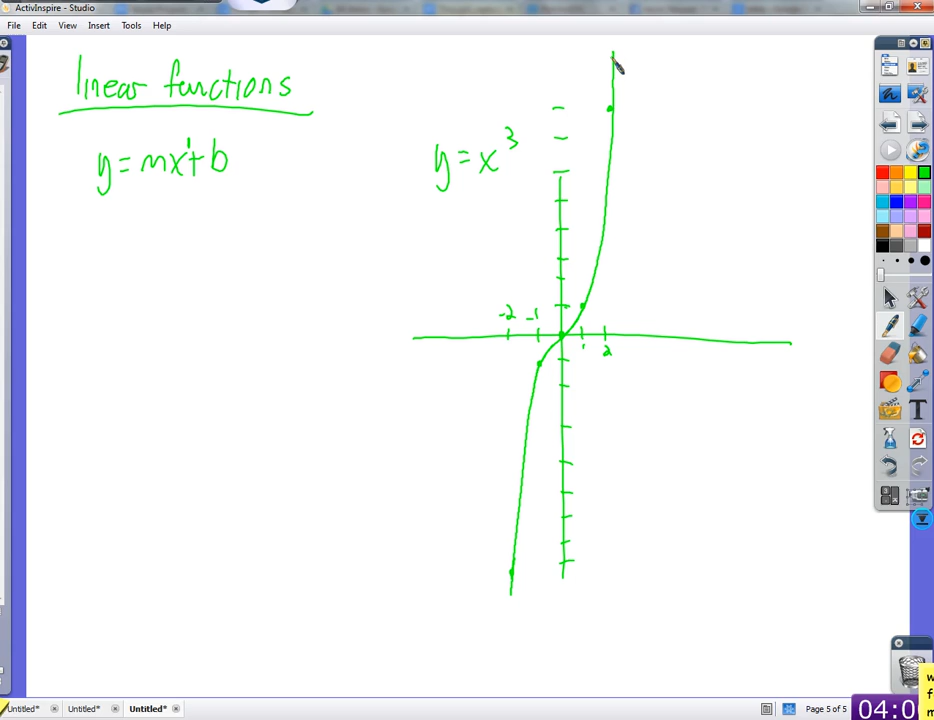 ActivInspire - Studio
File Edit View Insert Tools Help
linear functions
y = mx¹ + b
y = x³
-2 -1
1 2
Untitled* Untitled* Untitled*
Page 5 of 5
04:0